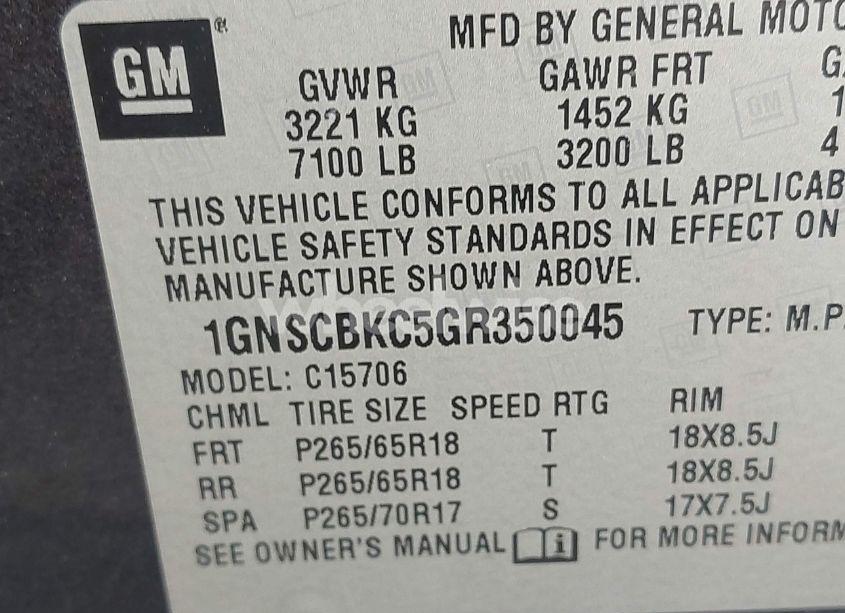 GM
MFD BY GENERAL MOTO
GVWR GAWR FRT G
3221 KG 1452 KG 1
7100 LB 3200 LB 4
THIS VEHICLE CONFORMS TO ALL APPLICAB
VEHICLE SAFETY STANDARDS IN EFFECT ON
MANUFACTURE SHOWN ABOVE.
1GNSCBKC5GR350045 TYPE: M.P.
MODEL: C15706
CHML TIRE SIZE SPEED RTG RIM
FRT P265/65R18 T 18X8.5J
RR P265/65R18 T 18X8.5J
SPA P265/70R17 S 17X7.5J
SEE OWNER'S MANUAL i FOR MORE INFORM